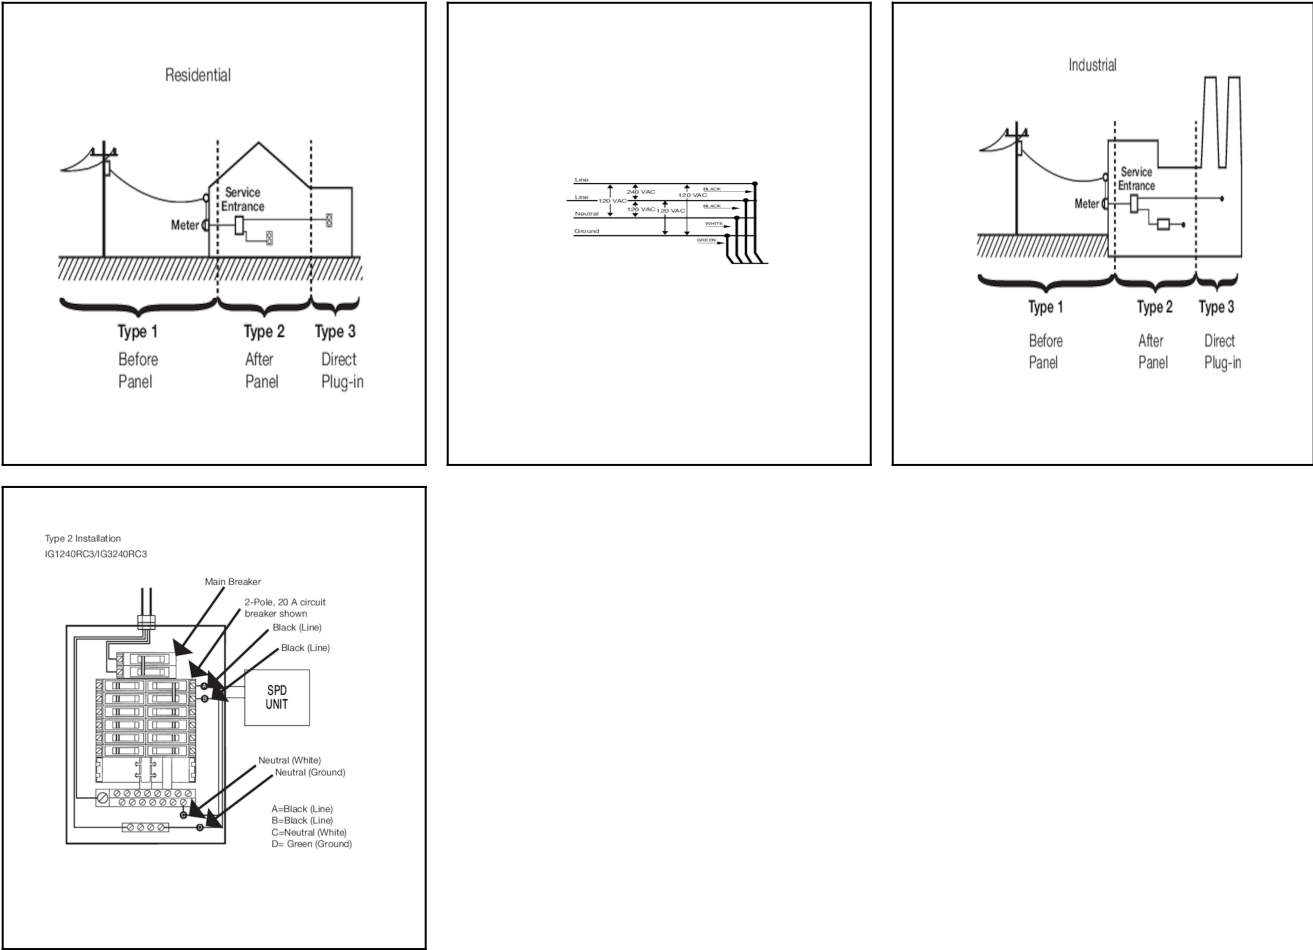 Residential
Service
Entrance
Meter
Type 1
Type 2
Type 3
Before
Panel
After
Panel
Direct
Plug-in
Line
240 VAC
120 VAC
BLACK
Line
120 VAC
BLACK
120 VAC
120 VAC
Neutral
WHITE
Ground
GREEN
Industrial
Service
Entrance
Meter
Type 1
Type 2
Type 3
Before
Panel
After
Panel
Direct
Plug-in
Type 2 Installation
IG1240RC3/IG3240RC3
Main Breaker
2-Pole, 20 A circuit
breaker shown
Black (Line)
Black (Line)
A
B
SPD
UNIT
Neutral (White)
Neutral (Ground)
A=Black (Line)
B=Black (Line)
C=Neutral (White)
D= Green (Ground)